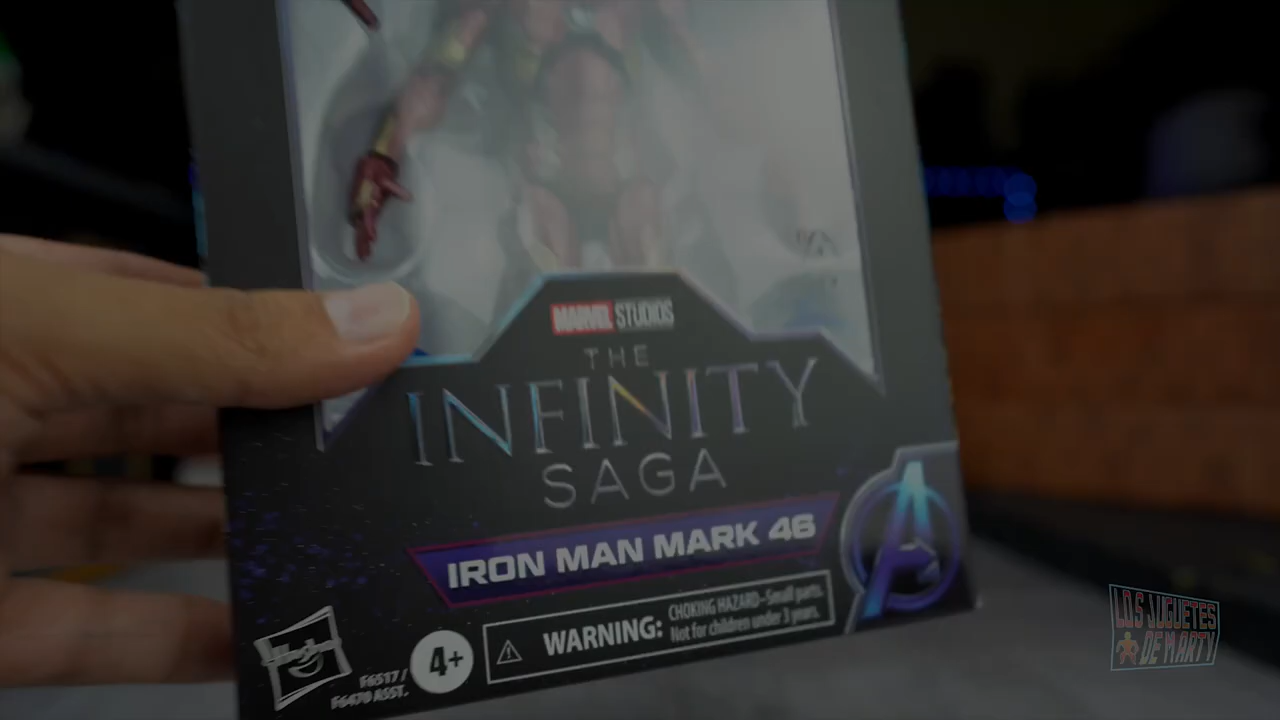 MARVEL STUDIOS
THE
INFINITY
SAGA
IRON MAN MARK 46
WARNING: CHOKING HAZARD–Small parts.
Not for children under 3 years.
4+
F6517 /
F6470 ASST.
LOS JUGUETES
DE MARTY